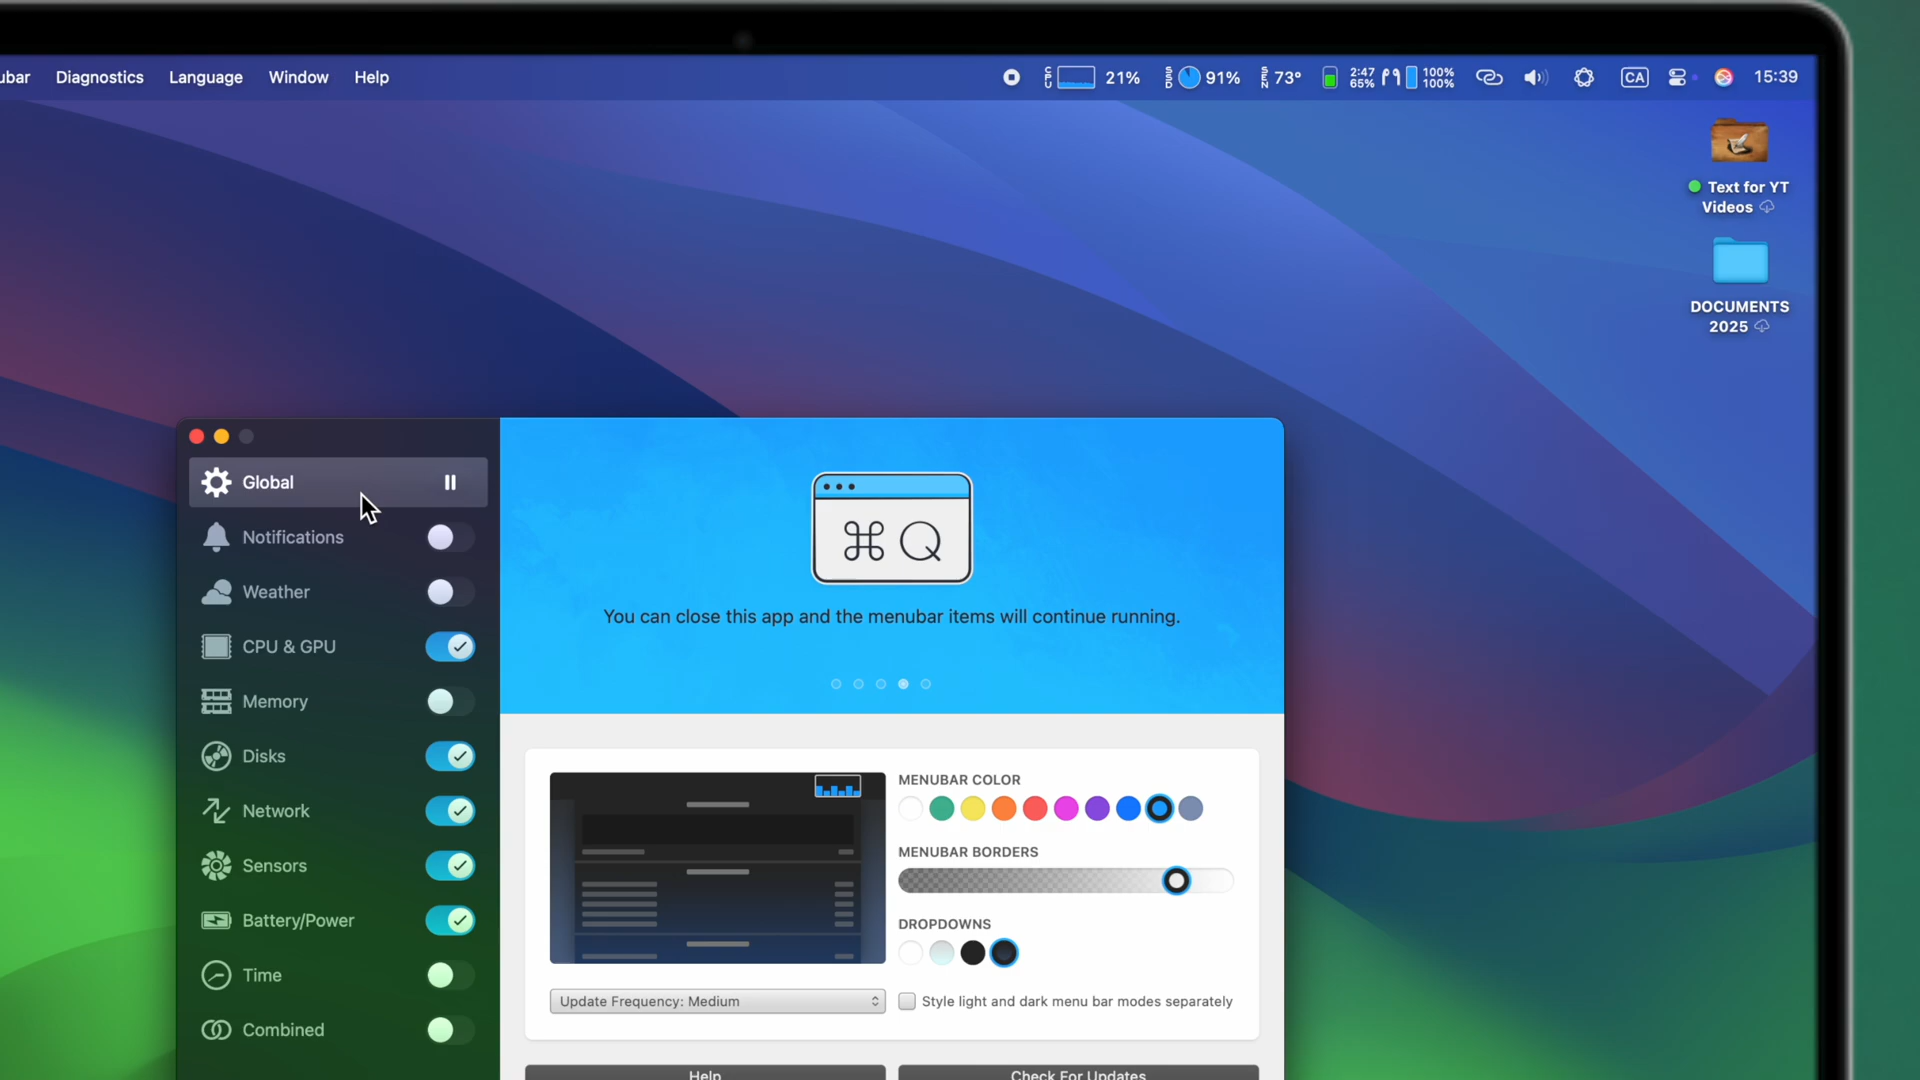 ubar Diagnostics Language Window Help
CPU 21% SSD 91% SEN 73° 2:47 65% 100% 100% CA 15:39
Text for YT
Videos
DOCUMENTS
2025
Global
Notifications
Weather
CPU & GPU
Memory
Disks
Network
Sensors
Battery/Power
Time
Combined
⌘ Q
You can close this app and the menubar items will continue running.
MENUBAR COLOR
MENUBAR BORDERS
DROPDOWNS
Update Frequency: Medium
Style light and dark menu bar modes separately
Help
Check For Updates